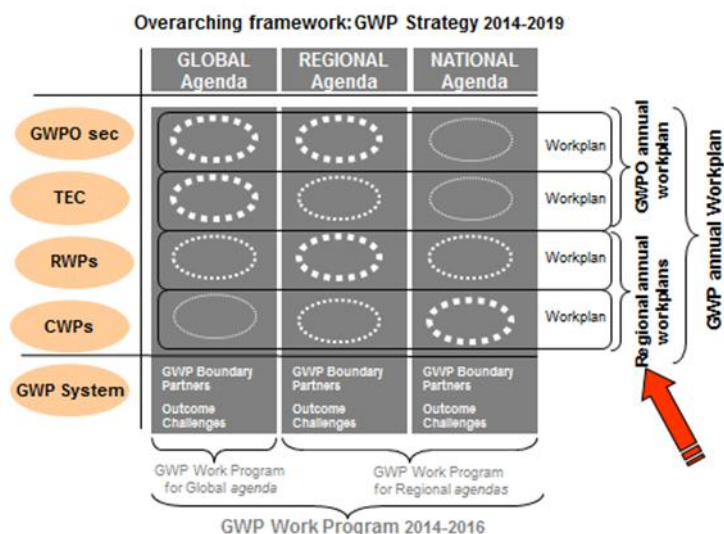 Overarching framework: GWP Strategy 2014-2019
GLOBAL
Agenda
REGIONAL
Agenda
NATIONAL
Agenda
GWPO sec
Workplan
TEC
Workplan
RWPs
Workplan
CWPs
Workplan
GWPO annual
workplan
Regional annual
workplans
GWP annual Workplan
GWP System
GWP Boundary
Partners
Outcome
Challenges
GWP Boundary
Partners
Outcome
Challenges
GWP Boundary
Partners
Outcome
Challenges
GWP Work Program
for Global agenda
GWP Work Program
for Regional agendas
GWP Work Program 2014-2016